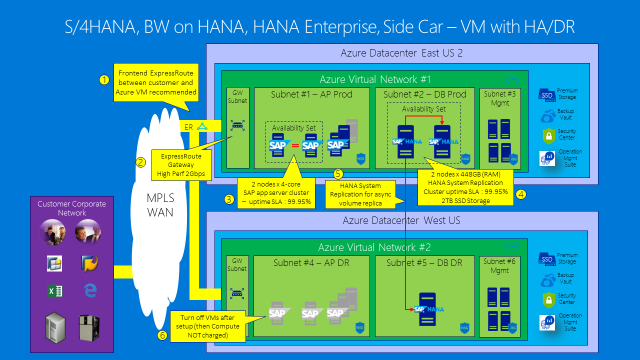 S/4HANA, BW on HANA, HANA Enterprise, Side Car – VM with HA/DR
Azure Datacenter East US 2
1
Frontend ExpressRoute
between customer and
Azure VM recommended
Azure Virtual Network #1
GW
Subnet
Subnet #1 – AP Prod
Availability Set
SAP
SAP
SAP
Subnet #2 – DB Prod
Availability Set
SAP HANA
SAP HANA
Subnet #3
Mgmt
SSD
Premium
Storage
Backup
Vault
Security
Center
Operation
Mgmt
Suite
ER
2
ExpressRoute
Gateway
High Perf 2Gbps
3
2 nodes x 4-core
SAP app server cluster
– uptime SLA : 99.95%
5
HANA System
Replication for async
volume replica
2 nodes x 448GB (RAM)
HANA System Replication
Cluster uptime SLA : 99.95%
2TB SSD Storage
4
MPLS
WAN
Customer Corporate
Network
Azure Datacenter West US
Azure Virtual Network #2
GW
Subnet
Subnet #4 – AP DR
SAP
SAP
SAP
Subnet #5 – DB DR
SAP HANA
Subnet #6
Mgmt
SSD
Premium
Storage
Backup
Vault
Security
Center
Operation
Mgmt
Suite
6
Turn off VMs after
setup (then Compute
NOT charged)